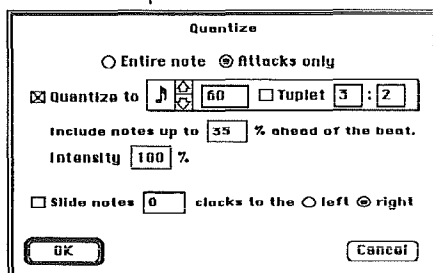 Quantize
Entire note Attacks only
Quantize to 60 Tuplet 3 : 2
Include notes up to 35 % ahead of the beat.
Intensity 100 %
Slide notes 0 clocks to the left right
OK Cancel